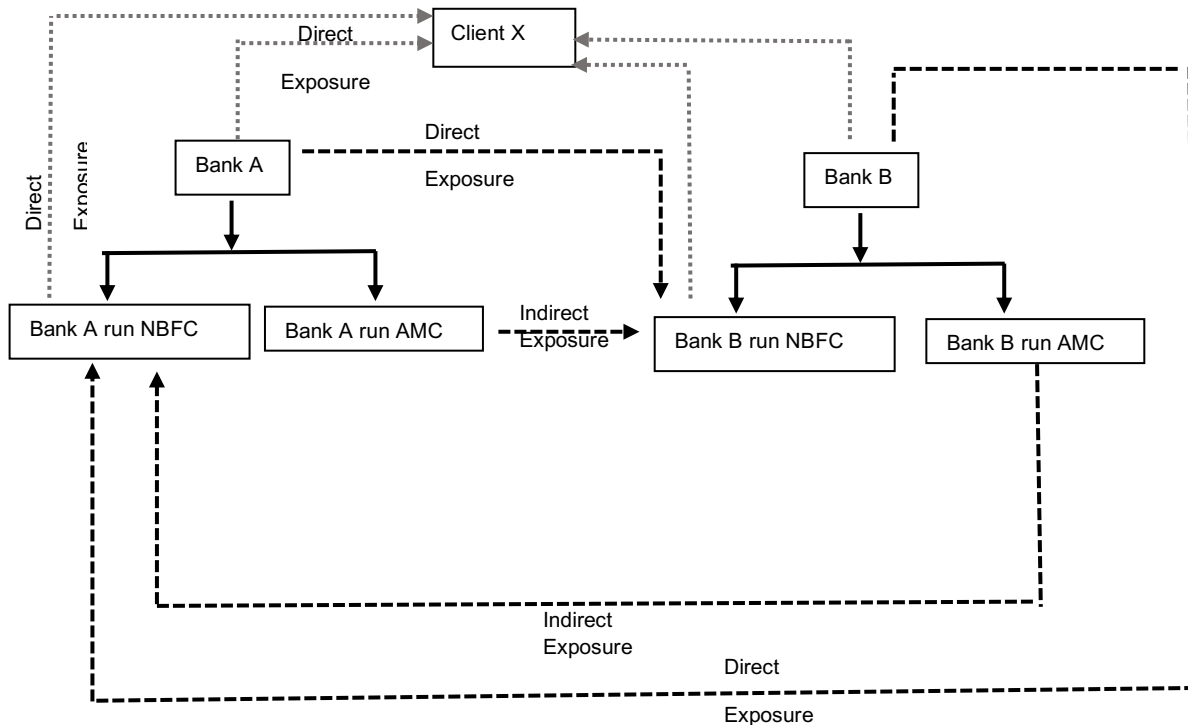 Client X
Direct
Exposure
Direct
Exposure
Bank A
Direct
Exposure
Bank B
Bank A run NBFC
Bank A run AMC
Indirect
Exposure
Bank B run NBFC
Bank B run AMC
Indirect
Exposure
Direct
Exposure